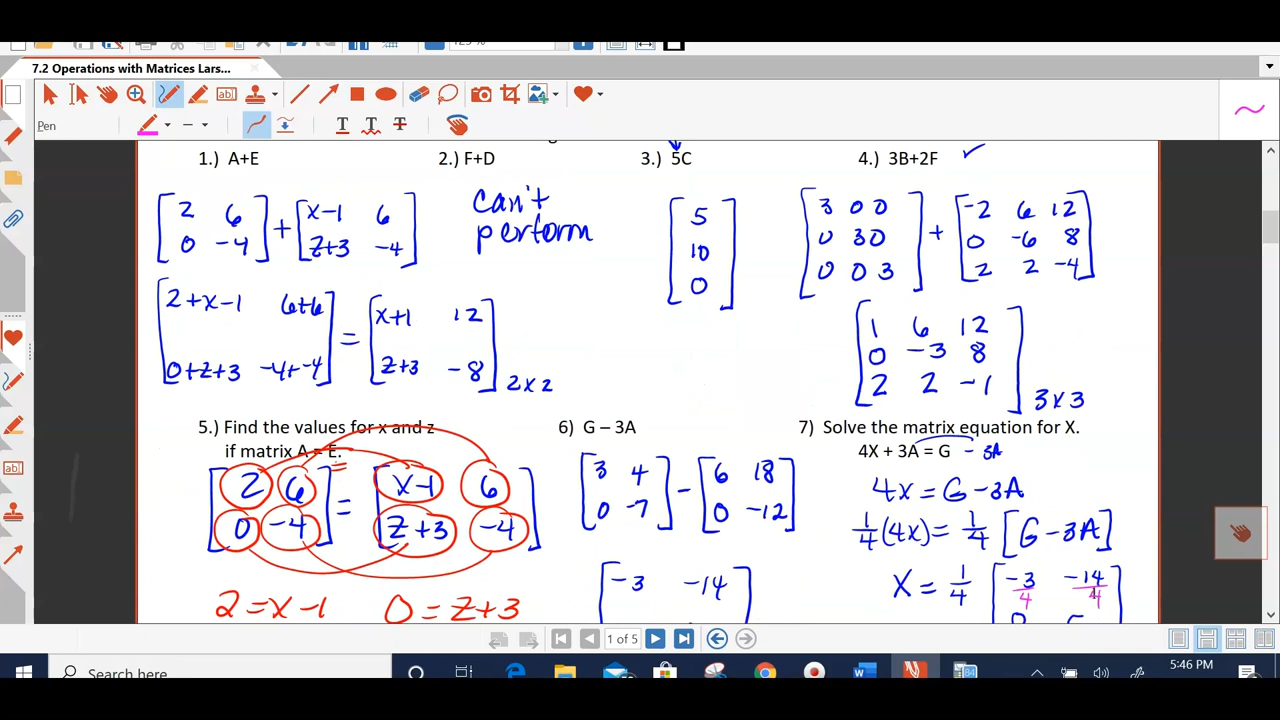 125 %
7.2 Operations with Matrices Lars...
ab
T T T
Pen
1.) A+E 2.) F+D 3.) 5C 4.) 3B+2F ✓
[2 6] + [x-1 6] can't [5] [3 0 0] + [-2 6 12]
[0 -4] [z+3 -4] perform [10] [0 3 0] [0 -6 8]
[0] [0 0 3] [2 2 -4]
[2+x-1 6+6] = [x+1 12] [1 6 12]
[0+z+3 -4+-4] [z+3 -8] 2x2 [0 -3 8]
[2 2 -1] 3x3
5.) Find the values for x and z 6) G – 3A 7) Solve the matrix equation for X.
if matrix A = E. 4X + 3A = G - 3A
[2 6] = [x-1 6] [3 4] - [6 18] 4x = G - 3A
[0 -4] [z+3 -4] [0 -7] [0 -12] 1/4 (4x) = 1/4 [G - 3A]
2 = x-1 0 = z+3 [-3 -14] X = 1/4 [-3/4 -14/4]
1 of 5
Search here
5:46 PM